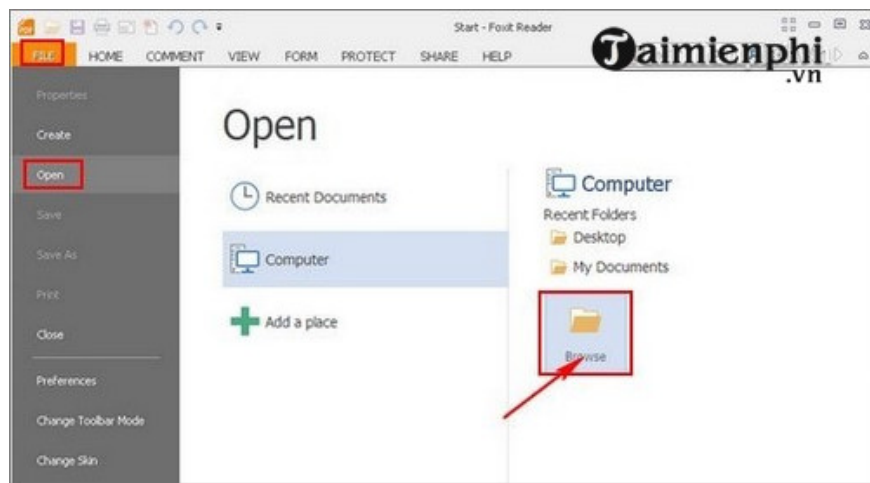 Start - Foxit Reader
FILE HOME COMMENT VIEW FORM PROTECT SHARE HELP
Taimienphi
.vn
Properties
Create
Open
Save
Save As
Print
Close
Preferences
Change Toolbar Mode
Change Skin
Open
Recent Documents
Computer
Add a place
Computer
Recent Folders
Desktop
My Documents
Browse